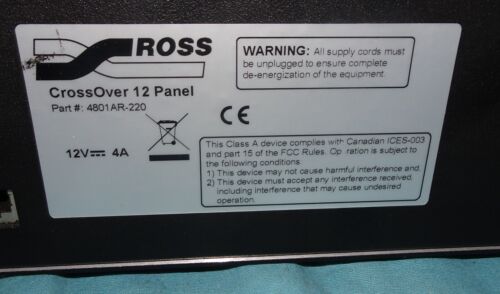 ROSS
CrossOver 12 Panel
Part #: 4801AR-220
12V⎓ 4A
WARNING: All supply cords must
be unplugged to ensure complete
de-energization of the equipment.
CE
This Class A device complies with Canadian ICES-003
and part 15 of the FCC Rules. Op ration is subject to
the following conditions
1) This device may not cause harmful interference and
2) This device must accept any interference received,
including interference that may cause undesired
operation.